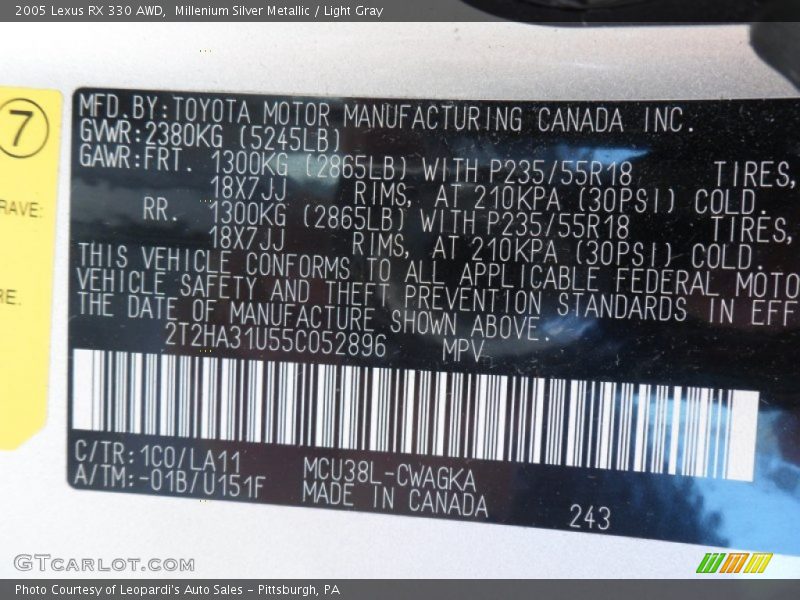 2005 Lexus RX 330 AWD,  Millenium Silver Metallic / Light Gray
7
RAVE:
RE.
MFD.BY:TOYOTA MOTOR MANUFACTURING CANADA INC.
GVWR:2380KG (5245LB)
GAWR:FRT. 1300KG (2865LB) WITH P235/55R18 TIRES,
18X7JJ RIMS, AT 210KPA (30PSI) COLD.
RR. 1300KG (2865LB) WITH P235/55R18 TIRES,
18X7JJ RIMS, AT 210KPA (30PSI) COLD.
THIS VEHICLE CONFORMS TO ALL APPLICABLE FEDERAL MOTO
VEHICLE SAFETY AND THEFT PREVENTION STANDARDS IN EFF
THE DATE OF MANUFACTURE SHOWN ABOVE.
2T2HA31U55C052896 MPV
C/TR:1C0/LA11 MCU38L-CWAGKA
A/TM:-01B/U151F MADE IN CANADA 243
GTCARLOT.COM
Photo Courtesy of Leopardi's Auto Sales - Pittsburgh, PA